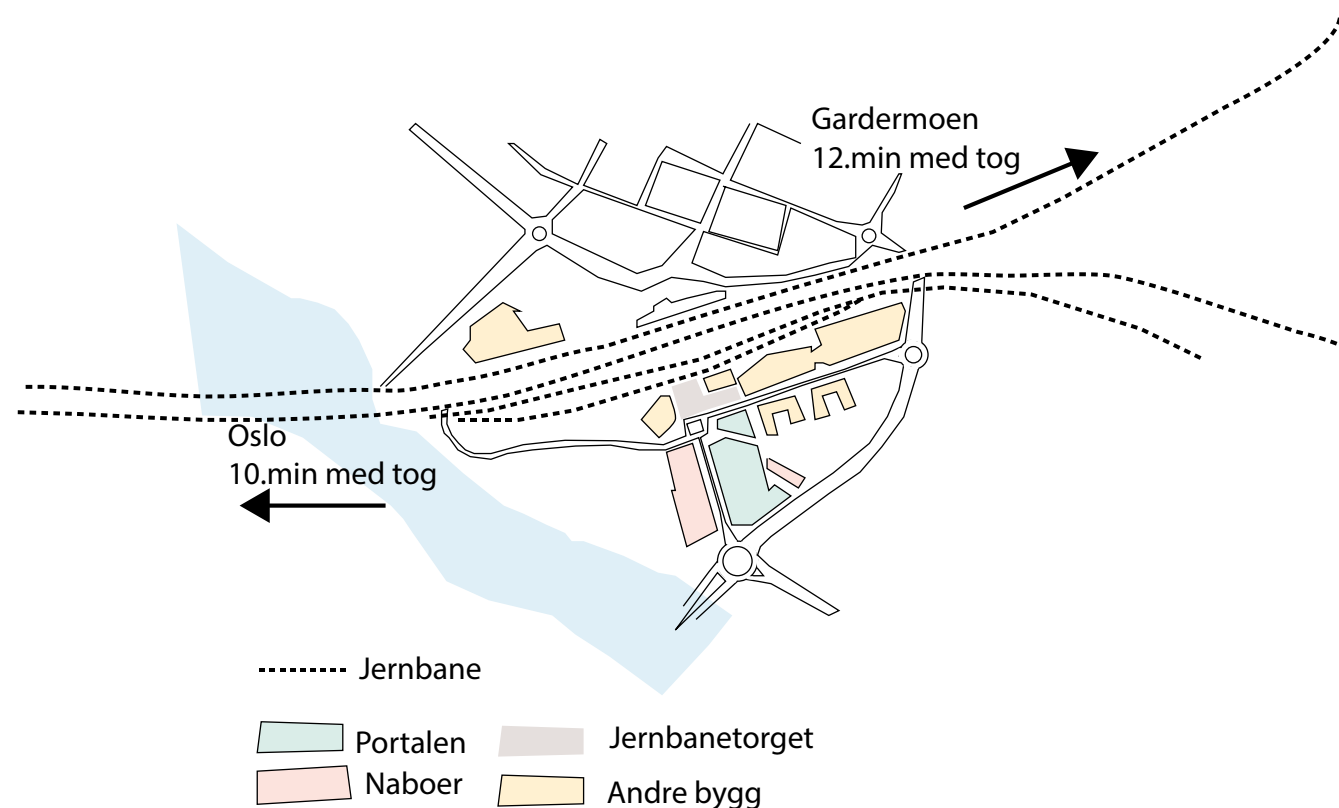 Gardermoen
12.min med tog
Oslo
10.min med tog
Jernbane
Portalen
Jernbanetorget
Naboer
Andre bygg